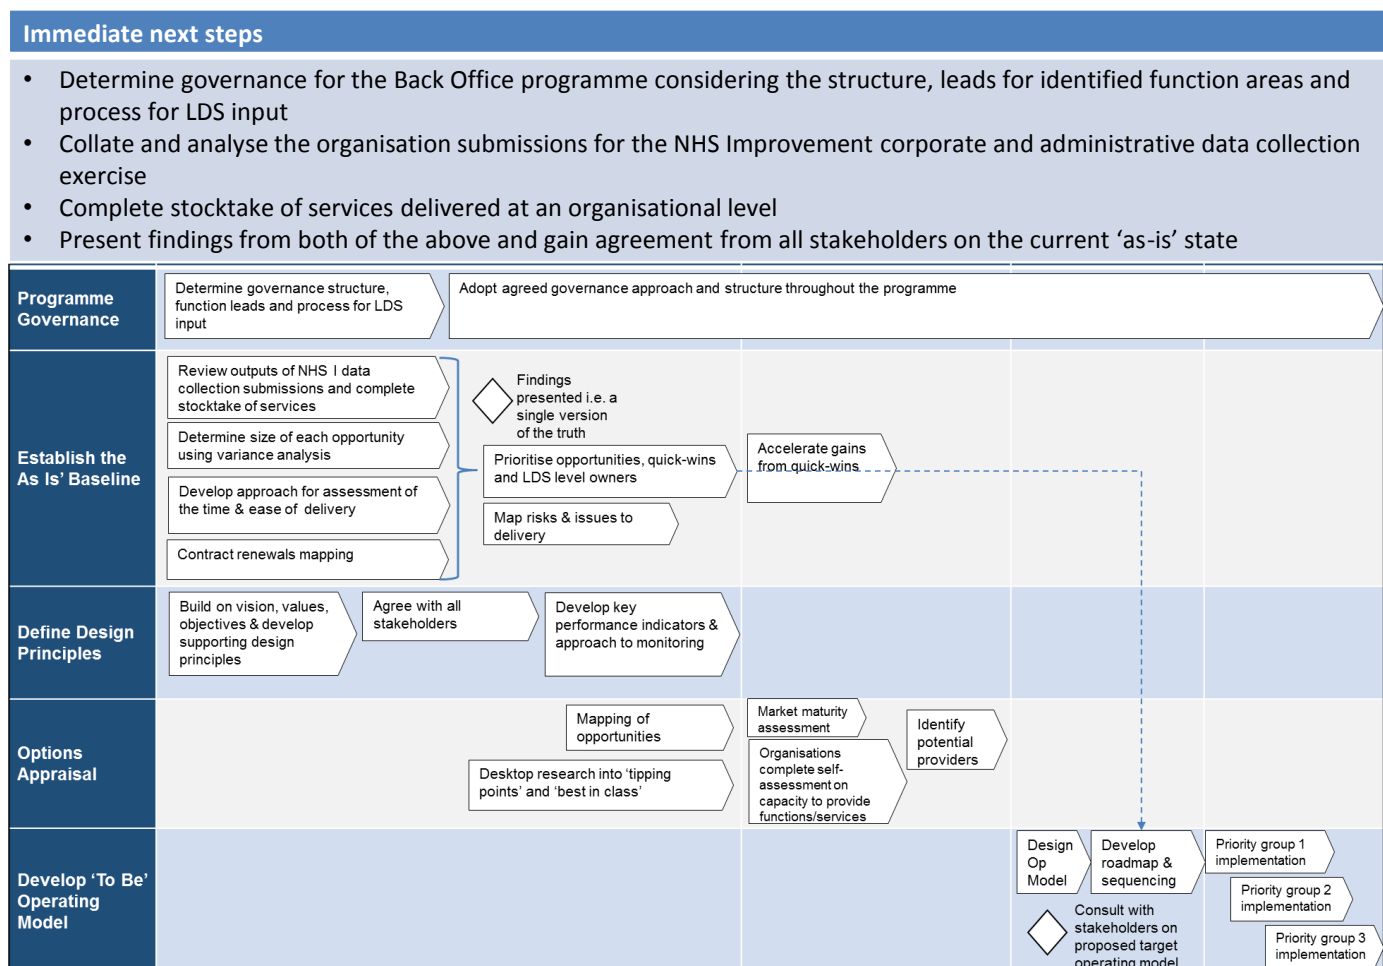 Immediate next steps
• Determine governance for the Back Office programme considering the structure, leads for identified function areas and
process for LDS input
• Collate and analyse the organisation submissions for the NHS Improvement corporate and administrative data collection
exercise
• Complete stocktake of services delivered at an organisational level
• Present findings from both of the above and gain agreement from all stakeholders on the current ‘as-is’ state
Programme
Governance
Determine governance structure,
function leads and process for LDS
input
Adopt agreed governance approach and structure throughout the programme
Establish the
As Is’ Baseline
Review outputs of NHS I data
collection submissions and complete
stocktake of services
Determine size of each opportunity
using variance analysis
Develop approach for assessment of
the time & ease of delivery
Contract renewals mapping
Findings
presented i.e. a
single version
of the truth
Prioritise opportunities, quick-wins
and LDS level owners
Map risks & issues to
delivery
Accelerate gains
from quick-wins
Define Design
Principles
Build on vision, values,
objectives & develop
supporting design
principles
Agree with all
stakeholders
Develop key
performance indicators &
approach to monitoring
Options
Appraisal
Mapping of
opportunities
Desktop research into ‘tipping
points’ and ‘best in class’
Market maturity
assessment
Organisations
complete self-
assessment on
capacity to provide
functions/services
Identify
potential
providers
Develop ‘To Be’
Operating
Model
Design
Op
Model
Develop
roadmap &
sequencing
Consult with
stakeholders on
proposed target
operating model
Priority group 1
implementation
Priority group 2
implementation
Priority group 3
implementation